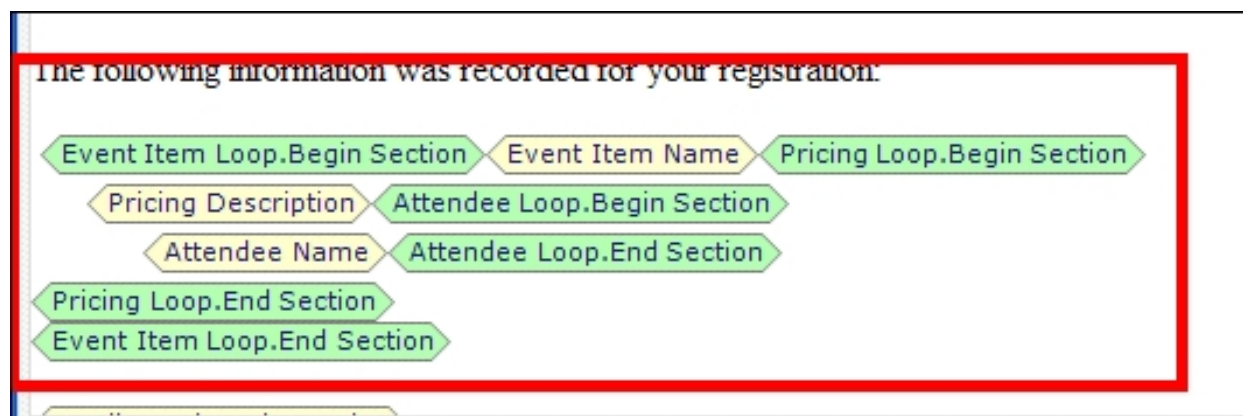 The following information was recorded for your registration:
Event Item Loop.Begin Section Event Item Name Pricing Loop.Begin Section
Pricing Description Attendee Loop.Begin Section
Attendee Name Attendee Loop.End Section
Pricing Loop.End Section
Event Item Loop.End Section